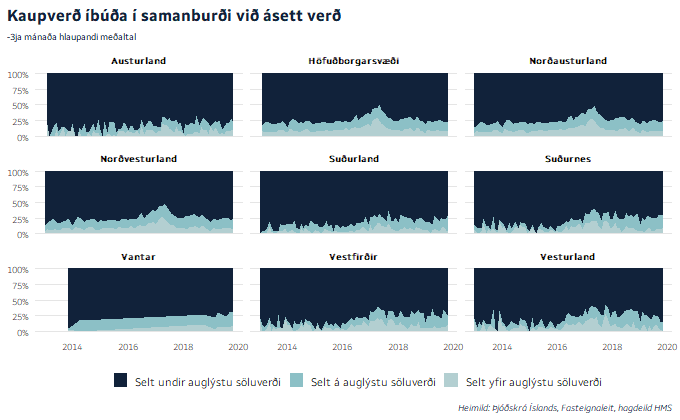 Kaupverð íbúða í samanburði við ásett verð
-3ja mánaða hlaupandi meðaltal
Austurland
Höfuðborgarsvæði
Norðausturland
100%
75%
50%
25%
0%
Norðvesturland
Suðurland
Suðurnes
100%
75%
50%
25%
0%
Vantar
Vestfirðir
Vesturland
100%
75%
50%
25%
0%
2014 2016 2018 2020
2014 2016 2018 2020
2014 2016 2018 2020
Selt undir auglýstu söluverði
Selt á auglýstu söluverði
Selt yfir auglýstu söluverði
Heimild: Þjóðskrá Íslands, Fasteignaleit, hagdeild HMS